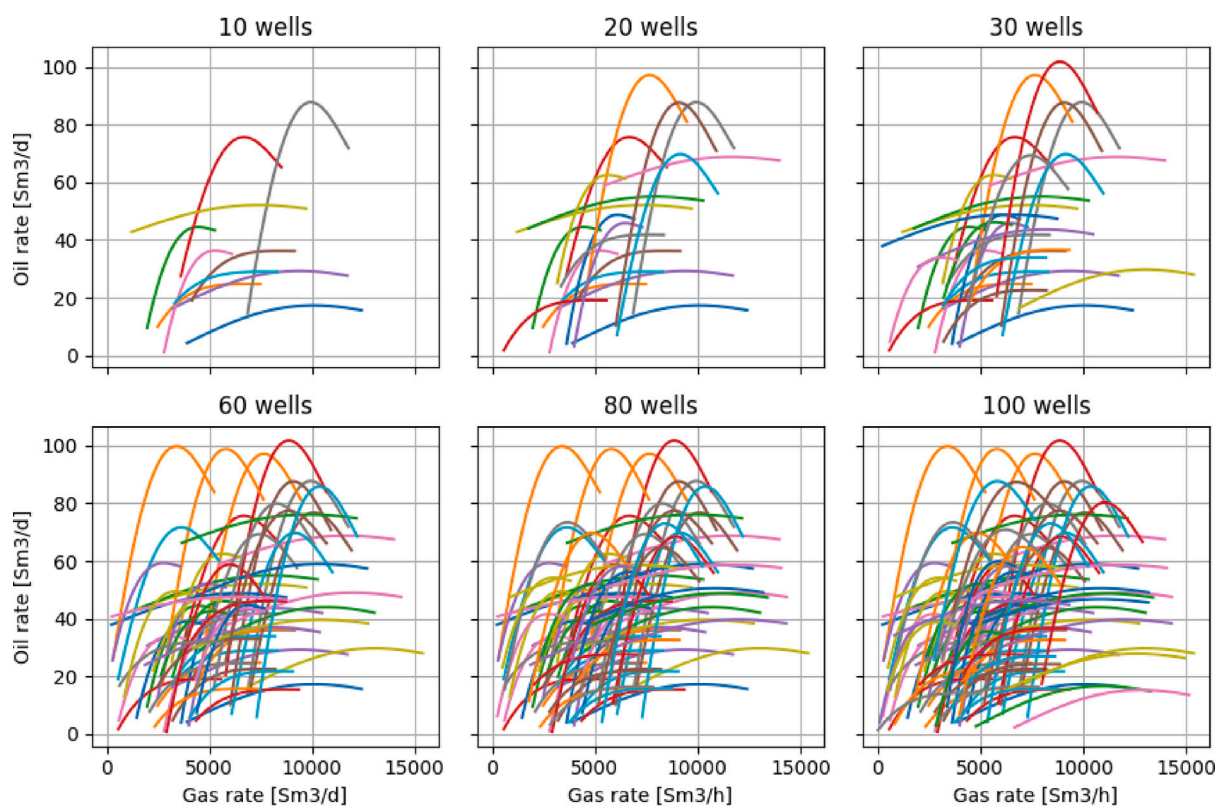 10 wells
20 wells
30 wells
Oil rate [Sm3/d]
100
80
60
40
20
0
60 wells
80 wells
100 wells
Oil rate [Sm3/d]
100
80
60
40
20
0
0 5000 10000 15000
0 5000 10000 15000
0 5000 10000 15000
Gas rate [Sm3/d]
Gas rate [Sm3/h]
Gas rate [Sm3/h]